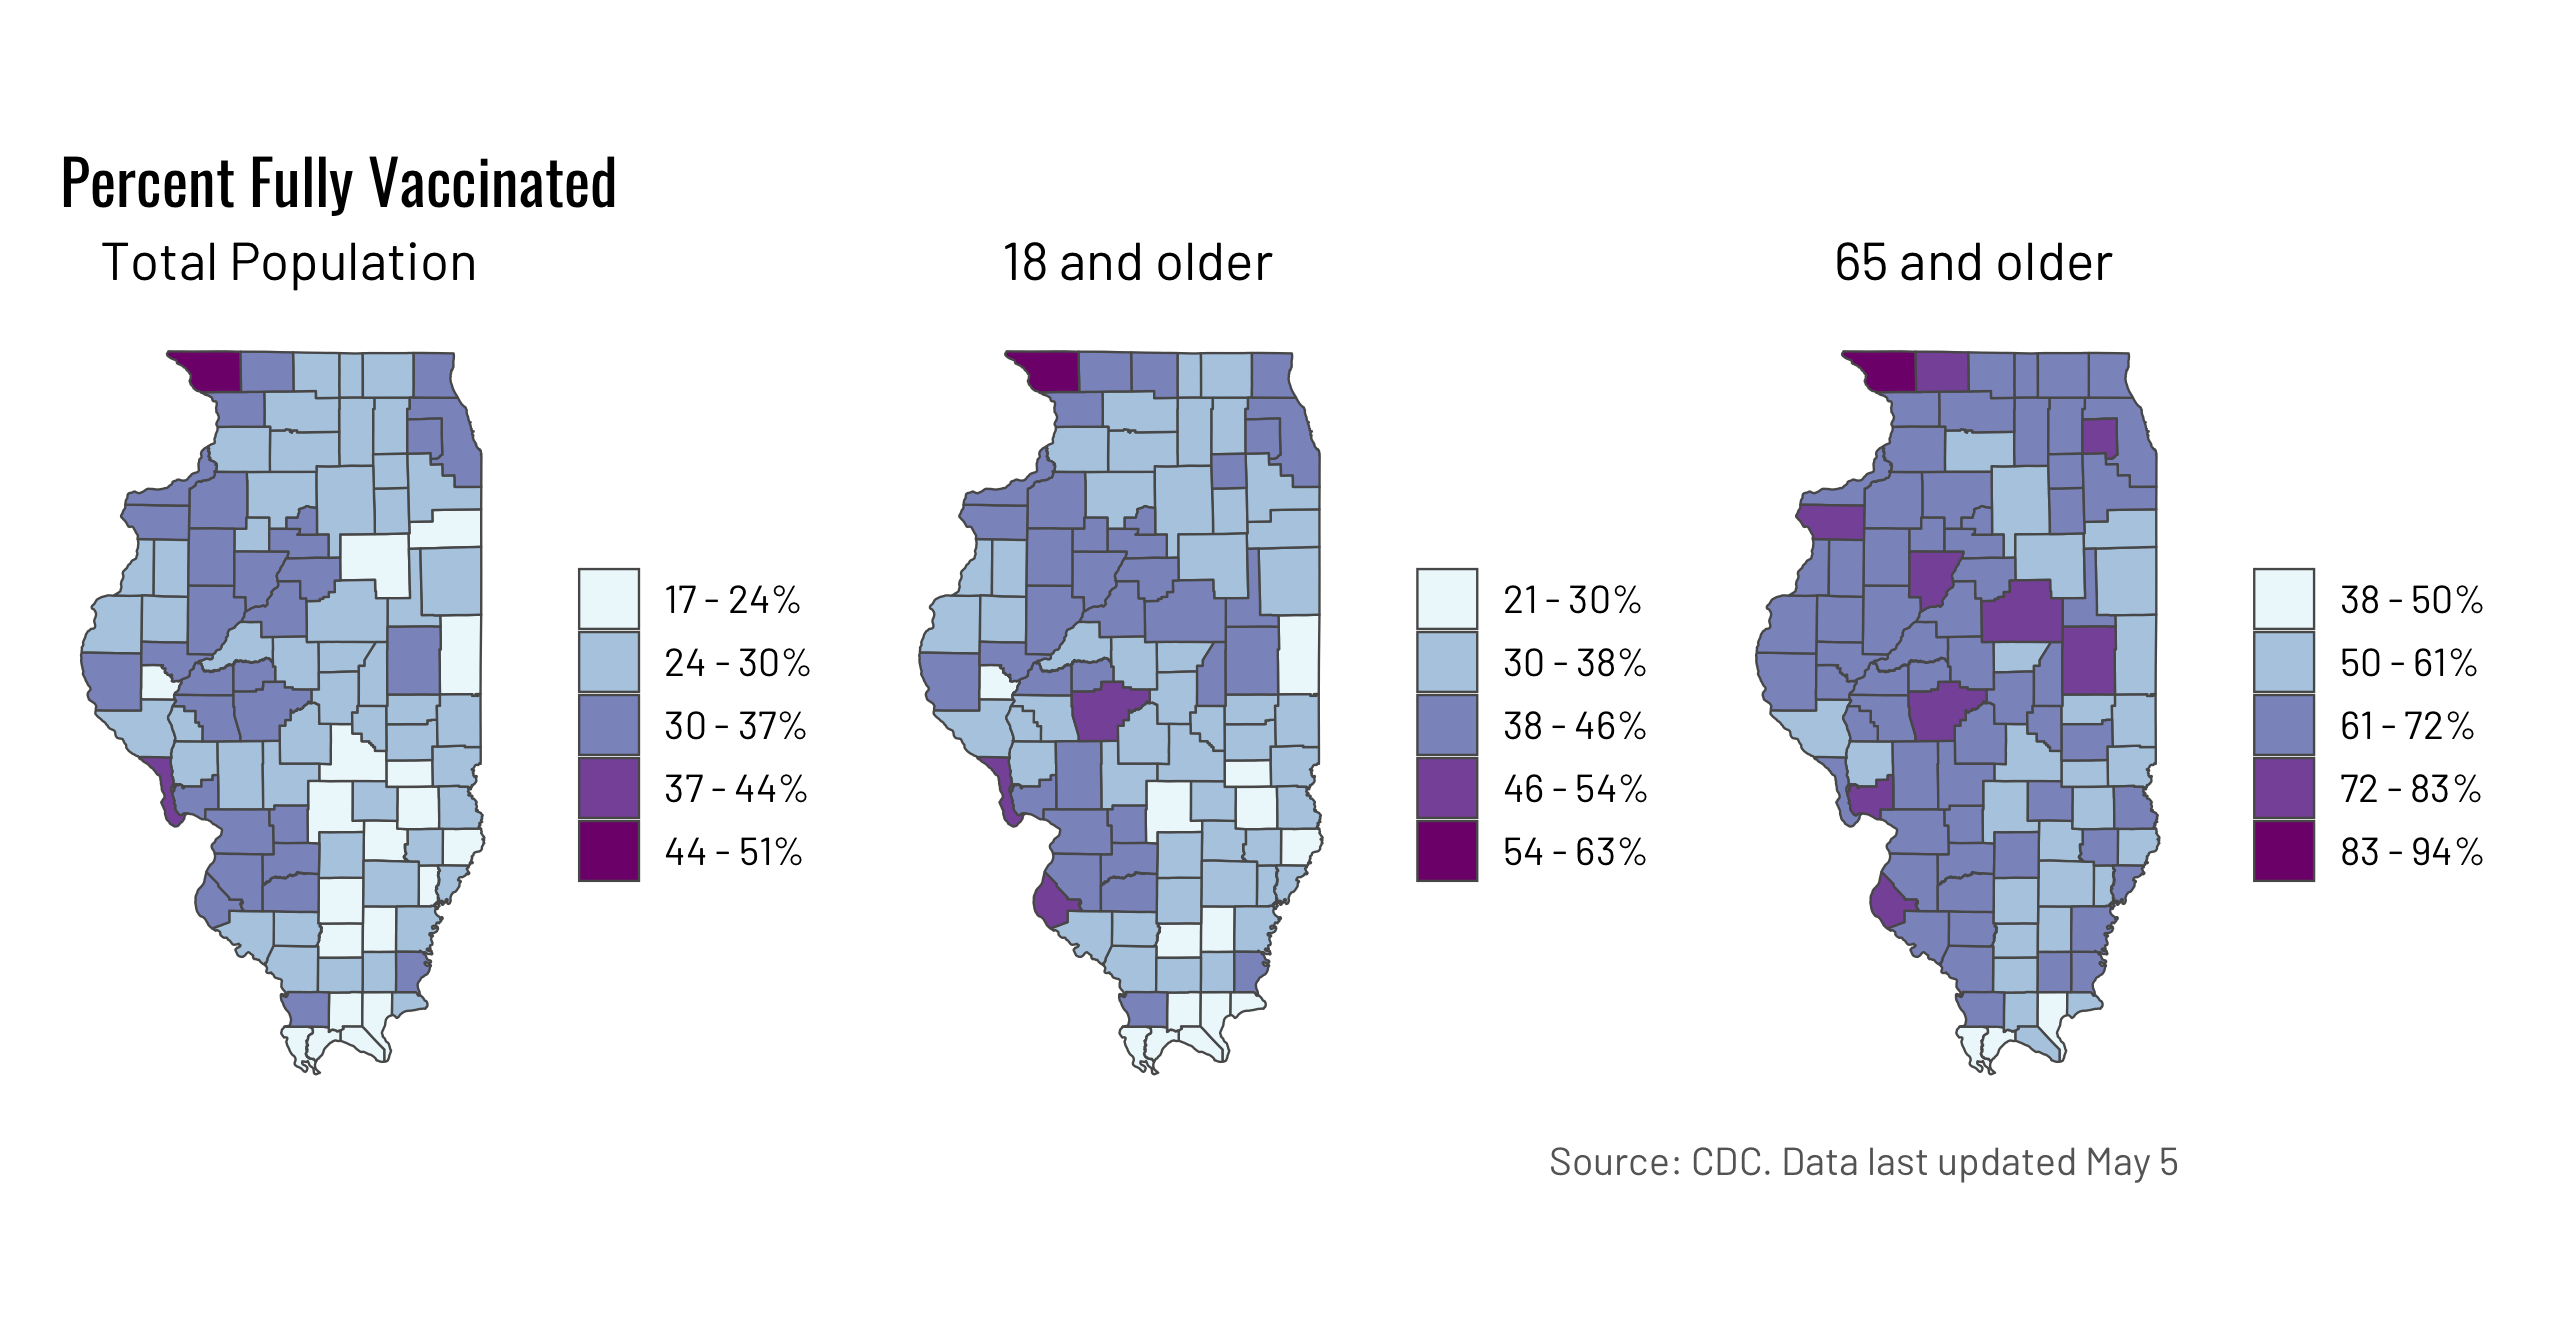 Percent Fully Vaccinated
Total Population
17 - 24%
24 - 30%
30 - 37%
37 - 44%
44 - 51%
18 and older
21 - 30%
30 - 38%
38 - 46%
46 - 54%
54 - 63%
65 and older
38 - 50%
50 - 61%
61 - 72%
72 - 83%
83 - 94%
Source: CDC. Data last updated May 5